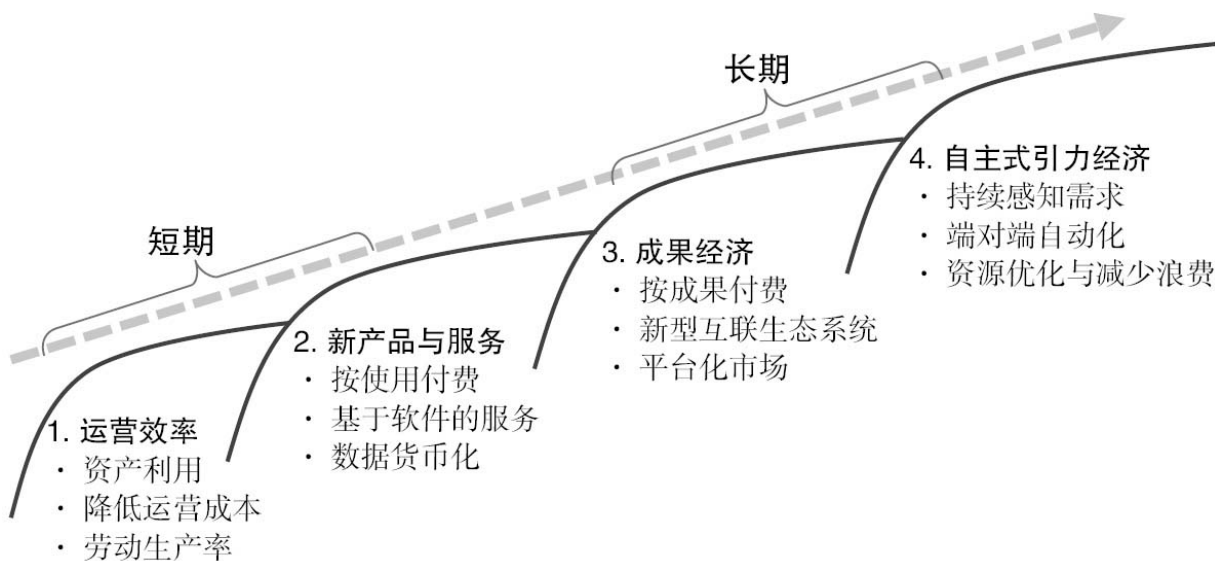 长期
短期
1. 运营效率
· 资产利用
· 降低运营成本
· 劳动生产率
2. 新产品与服务
· 按使用付费
· 基于软件的服务
· 数据货币化
3. 成果经济
· 按成果付费
· 新型互联生态系统
· 平台化市场
4. 自主式引力经济
· 持续感知需求
· 端对端自动化
· 资源优化与减少浪费